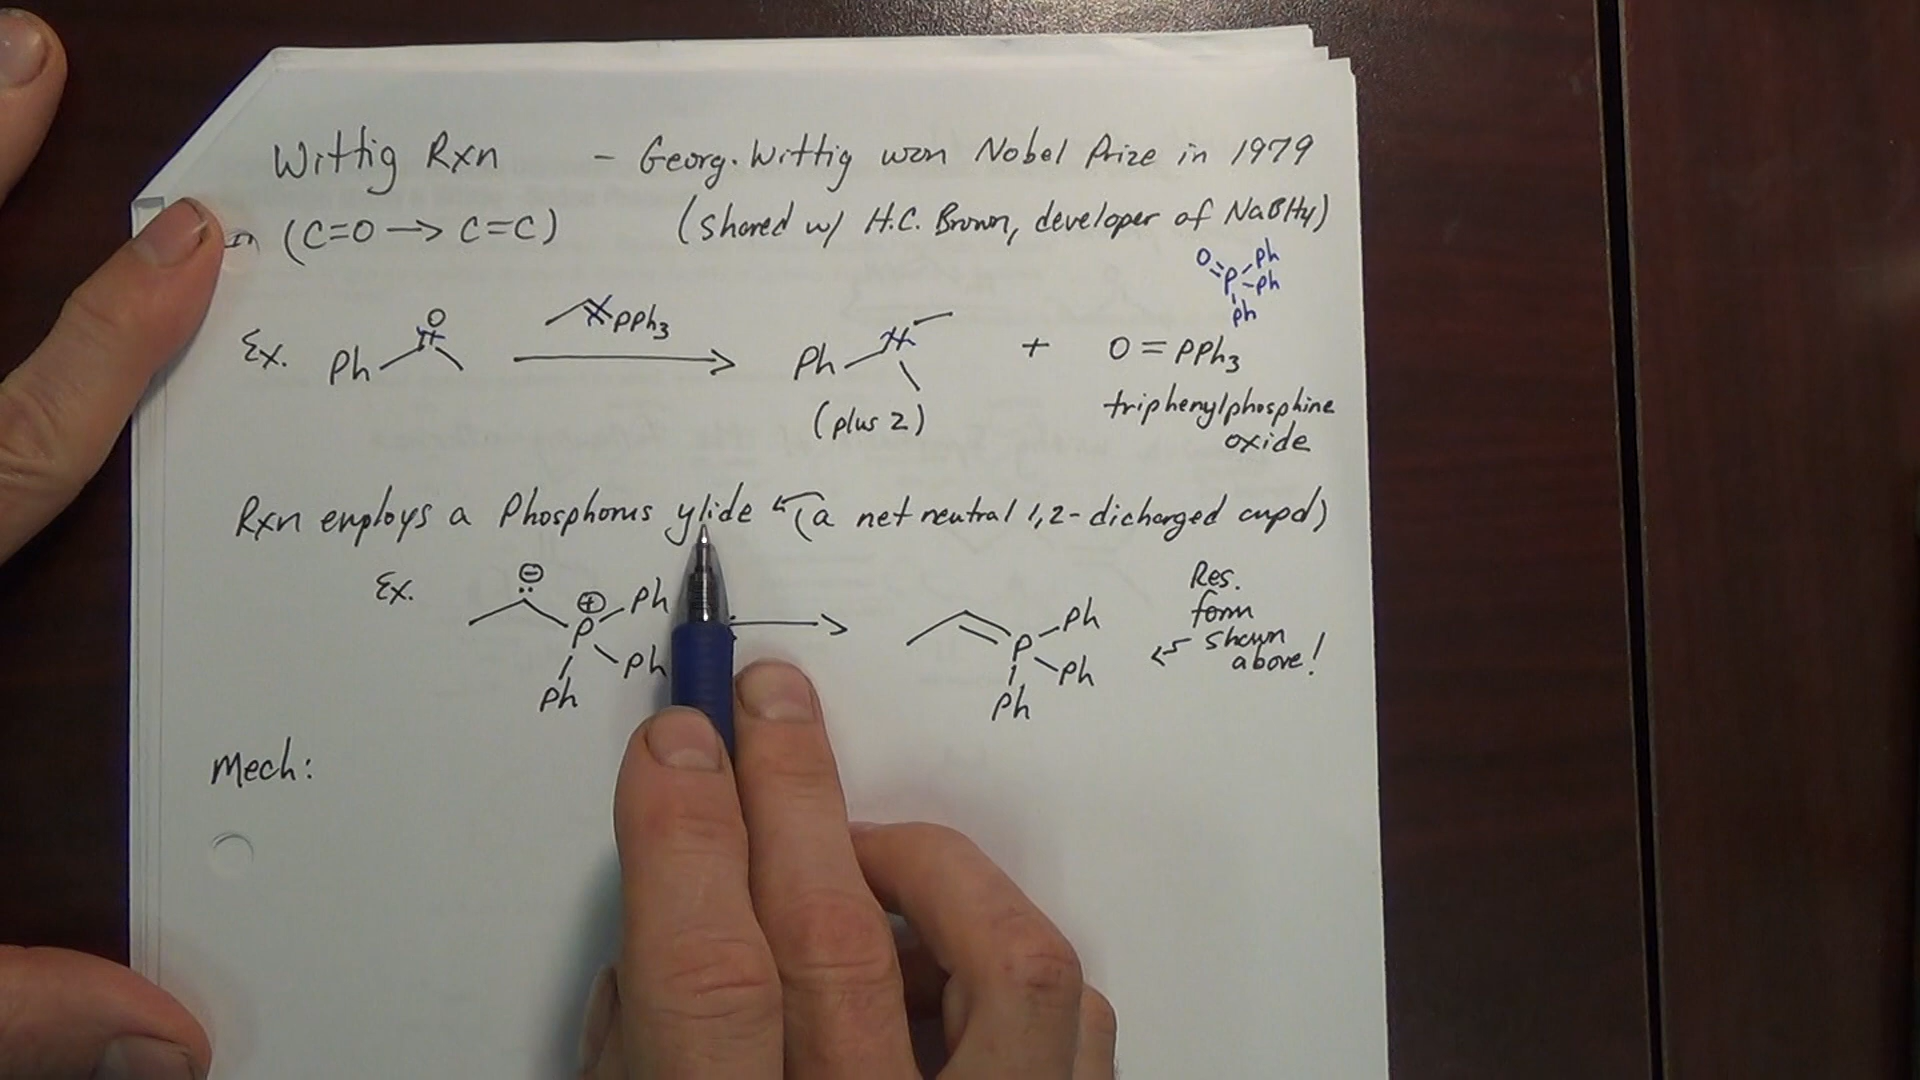 Wittig Rxn - Georg. Wittig won Nobel Prize in 1979
(C=O → C=C) (shared w/ H.C. Brown, developer of NaBH4)
O=P-Ph
Ph
Ph
Ex. Ph O PPh3 → Ph + O=PPh3
(plus Z) triphenylphosphine
oxide
Rxn employs a Phosphorus ylide (a net neutral 1,2-dicharged cmpd)
Ex. ⊖ ⊕ P Ph Ph Ph → P Ph Ph Ph
Res.
form
shown
above!
Mech: